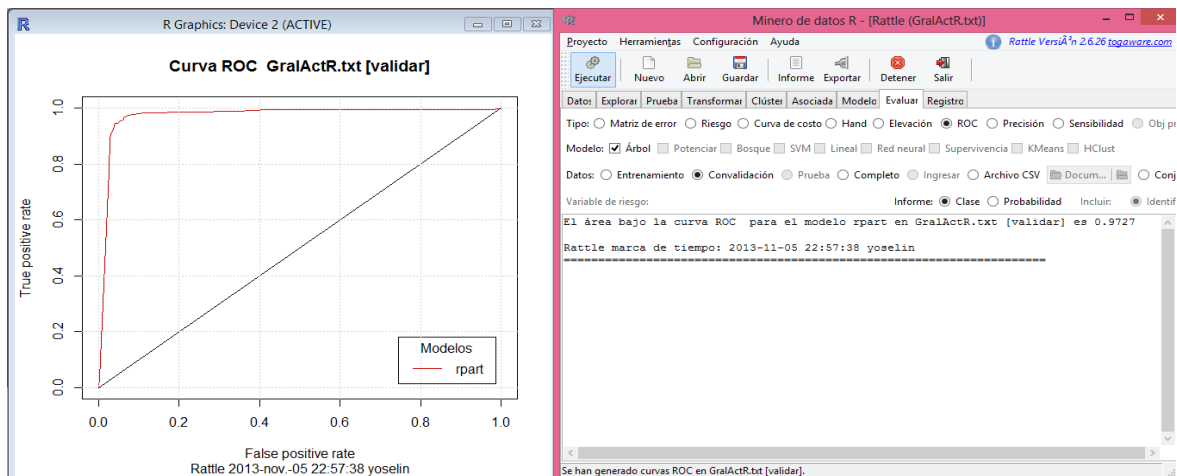 R Graphics: Device 2 (ACTIVE)
Curva ROC GralActR.txt [validar]
1.0
0.8
0.6
0.4
0.2
0.0
True positive rate
Modelos
rpart
0.0 0.2 0.4 0.6 0.8 1.0
False positive rate
Rattle 2013-nov.-05 22:57:38 yoselin
Minero de datos R - [Rattle (GralActR.txt)]
Proyecto Herramientas Configuración Ayuda Rattle VersiÃ³n 2.6.26 togaware.com
Ejecutar Nuevo Abrir Guardar Informe Exportar Detener Salir
Datos Explorar Prueba Transformar Clúster Asociada Modelo Evaluar Registro
Tipo: Matriz de error Riesgo Curva de costo Hand Elevación ROC Precisión Sensibilidad Obj pr
Modelo: Árbol Potenciar Bosque SVM Lineal Red neural Supervivencia KMeans HClust
Datos: Entrenamiento Convalidación Prueba Completo Ingresar Archivo CSV Docum... Conj
Variable de riesgo: Informe: Clase Probabilidad Incluir: Identif
El área bajo la curva ROC para el modelo rpart en GralActR.txt [validar] es 0.9727
Rattle marca de tiempo: 2013-11-05 22:57:38 yoselin
======================================================================
Se han generado curvas ROC en GralActR.txt [validar].